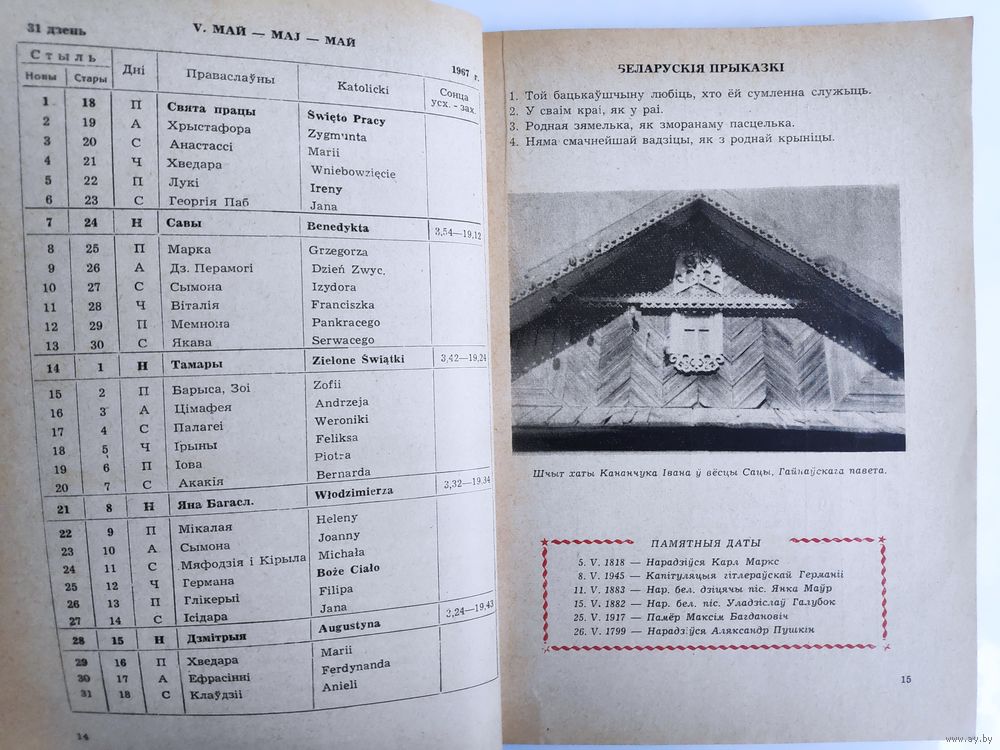 31 дзень
V. МАЙ — MAJ — МАЙ
1967 г.
Стыль Дні Праваслаўны Katolicki Сонца
Новы Стары усх. - зах.
1 18 П Свята працы Święto Pracy
2 19 А Хрыстафора Zygmunta
3 20 С Анастассі Marii
4 21 Ч Хведара Wniebowzięcie
5 22 П Лукі Ireny
6 23 С Георгія Паб Jana
7 24 Н Савы Benedykta 3,54—19,12
8 25 П Марка Grzegorza
9 26 А Дз. Перамогі Dzień Zwyc.
10 27 С Сымона Izydora
11 28 Ч Віталія Franciszka
12 29 П Мемнона Pankracego
13 30 С Якава Serwacego
14 1 Н Тамары Zielone Świątki 3,42—19,24
15 2 П Барыса, Зоі Zofii
16 3 А Цімафея Andrzeja
17 4 С Палагеі Weroniki
18 5 Ч Ірыны Feliksa
19 6 П Іова Piotra
20 7 С Акакія Bernarda
21 8 Н Яна Багасл. Włodzimierza 3,32—19,34
22 9 П Мікалая Heleny
23 10 А Сымона Joanny
24 11 С Мяфодзія і Кірыла Michała
25 12 Ч Германа Boże Ciało
26 13 П Глікерыі Filipa
27 14 С Ісідара Jana
28 15 Н Дзмітрыя Augustyna 3,24—19,43
29 16 П Хведара Marii
30 17 А Ефрасінні Ferdynanda
31 18 С Клаўдзіі Anieli
14
БЕЛАРУСКІЯ ПРЫКАЗКІ
1. Той бацькаўшчыну любіць, хто ёй сумленна служыць.
2. У сваім краі, як у раі.
3. Родная зямелька, як зморанаму пасцелька.
4. Няма смачнейшай вадзіцы, як з роднай крыніцы.
Шчыт хаты Кананчука Івана ў вёсцы Сацы, Гайнаўскага павета.
ПАМЯТНЫЯ ДАТЫ
5. V. 1818 — Нарадзіўся Карл Маркс
8. V. 1945 — Капітуляцыя гітлераўскай Германіі
11. V. 1883 — Нар. бел. дзіцячы піс. Янка Маўр
15. V. 1882 — Нар. бел. піс. Уладзіслаў Галубок
25. V. 1917 — Памёр Максім Багдановіч
26. V. 1799 — Нарадзіўся Аляксандр Пушкін
15
www.ay.by